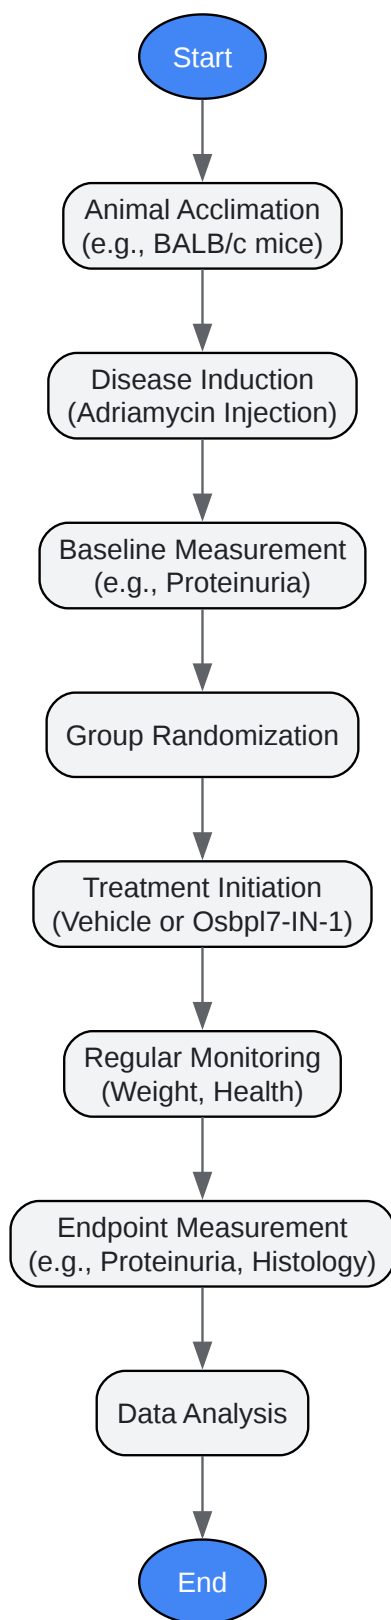 Start
Animal Acclimation
(e.g., BALB/c mice)
Disease Induction
(Adriamycin Injection)
Baseline Measurement
(e.g., Proteinuria)
Group Randomization
Treatment Initiation
(Vehicle or Osbpl7-IN-1)
Regular Monitoring
(Weight, Health)
Endpoint Measurement
(e.g., Proteinuria, Histology)
Data Analysis
End